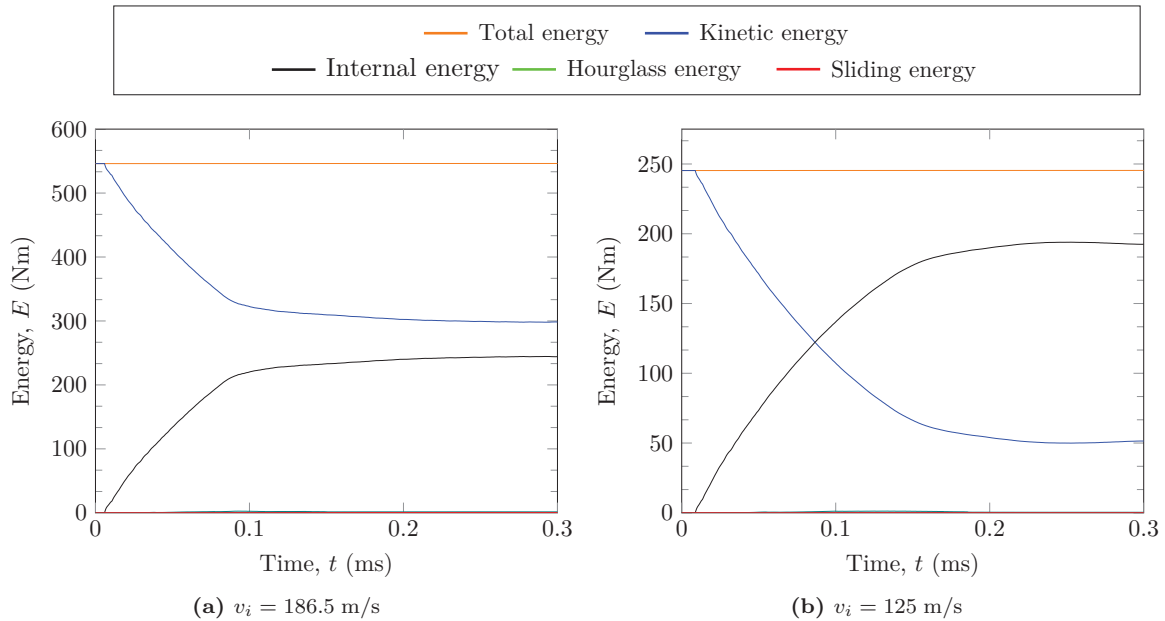 Total energy Kinetic energy
Internal energy Hourglass energy Sliding energy
600
500
400
300
200
100
0
Energy, E (Nm)
0 0.1 0.2 0.3
Time, t (ms)
(a) v_i = 186.5 m/s
250
200
150
100
50
0
Energy, E (Nm)
0 0.1 0.2 0.3
Time, t (ms)
(b) v_i = 125 m/s